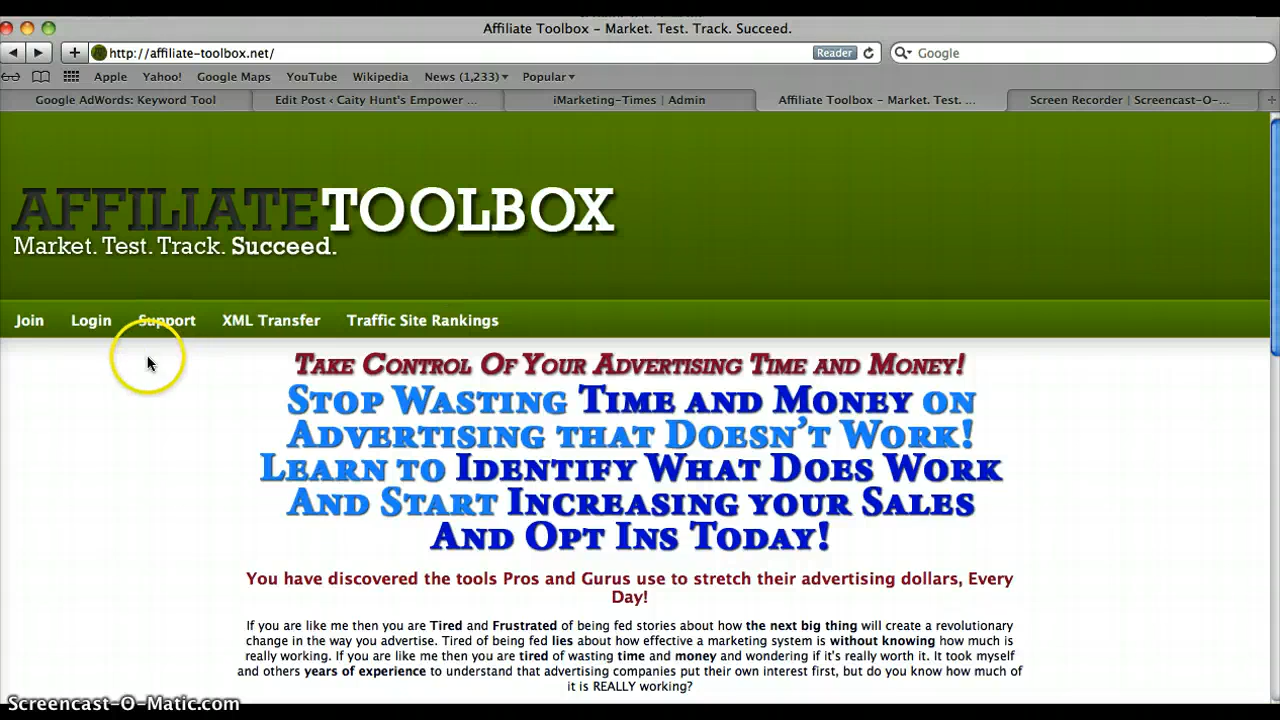 Affiliate Toolbox – Market. Test. Track. Succeed.
http://affiliate-toolbox.net/ Reader Google
Apple Yahoo! Google Maps YouTube Wikipedia News (1,233) Popular
Google AdWords: Keyword Tool Edit Post ‹ Caity Hunt's Empower ... iMarketing-Times | Admin Affiliate Toolbox – Market. Test. ... Screen Recorder | Screencast-O-...
AFFILIATETOOLBOX
Market. Test. Track. Succeed.
Join Login Support XML Transfer Traffic Site Rankings
Take Control Of Your Advertising Time and Money!
Stop Wasting Time and Money on
Advertising that Doesn't Work!
Learn to Identify What Does Work
And Start Increasing your Sales
And Opt Ins Today!
You have discovered the tools Pros and Gurus use to stretch their advertising dollars, Every
Day!
If you are like me then you are Tired and Frustrated of being fed stories about how the next big thing will create a revolutionary
change in the way you advertise. Tired of being fed lies about how effective a marketing system is without knowing how much is
really working. If you are like me then you are tired of wasting time and money and wondering if it's really worth it. It took myself
and others years of experience to understand that advertising companies put their own interest first, but do you know how much of
it is REALLY working?
Screencast-O-Matic.com